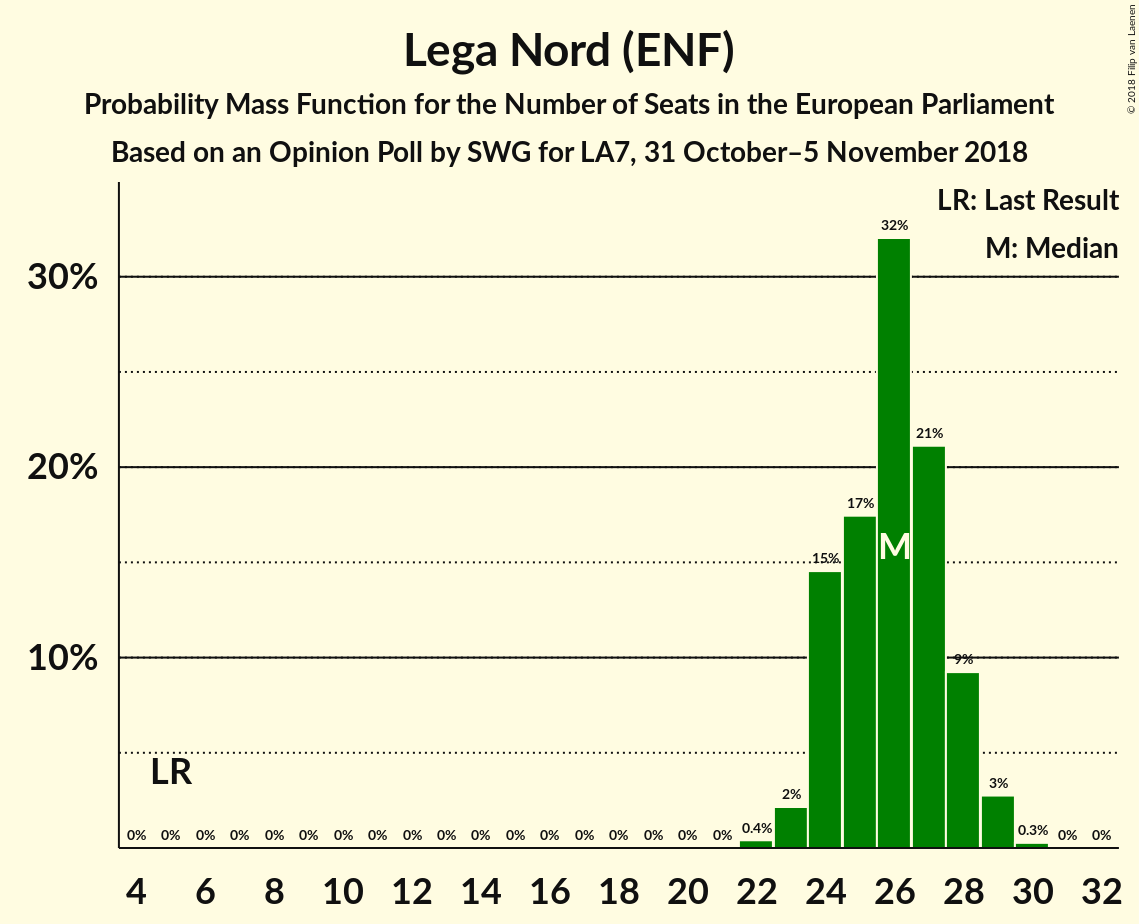 Lega Nord (ENF)
Probability Mass Function for the Number of Seats in the European Parliament
Based on an Opinion Poll by SWG for LA7, 31 October–5 November 2018
© 2018 Filip van Laenen
LR: Last Result
M: Median
30%
20%
10%
LR
M
0% 0% 0% 0% 0% 0% 0% 0% 0% 0% 0% 0% 0% 0% 0% 0% 0% 0% 0.4% 2% 15% 17% 32% 21% 9% 3% 0.3% 0% 0%
4 6 8 10 12 14 16 18 20 22 24 26 28 30 32